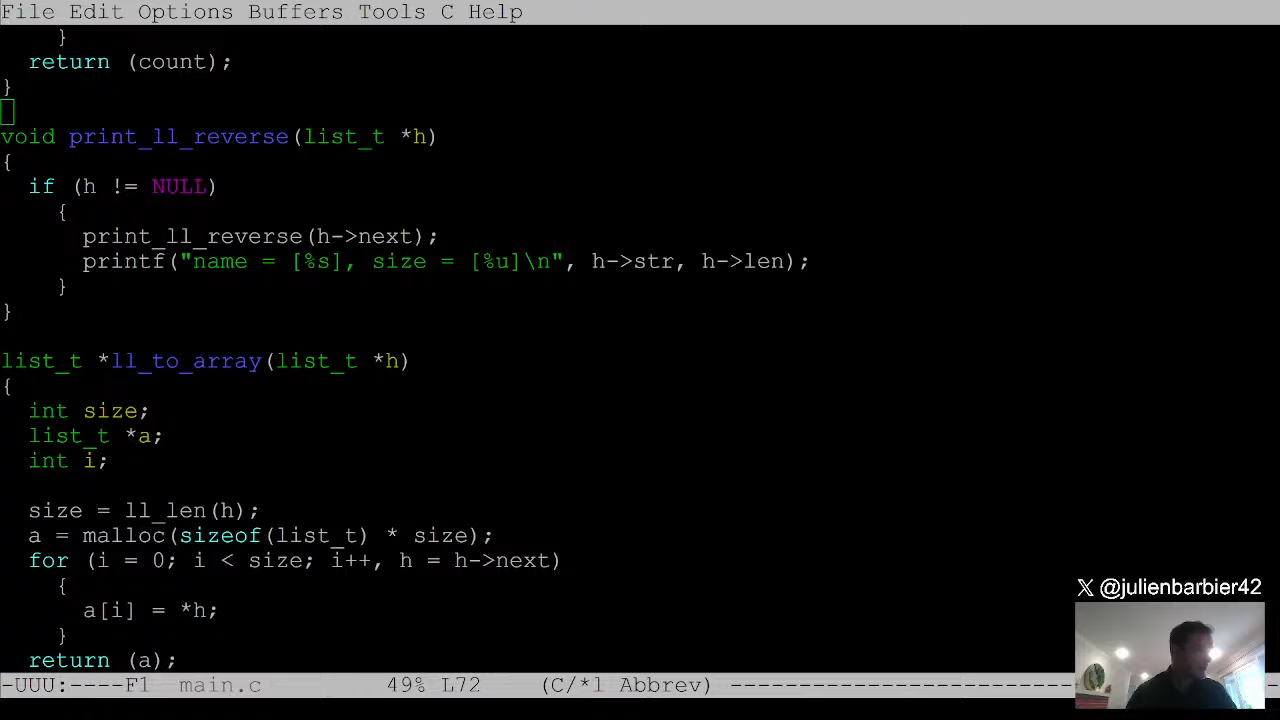 File Edit Options Buffers Tools C Help
    }
  return (count);
}
void print_ll_reverse(list_t *h)
{
  if (h != NULL)
    {
      print_ll_reverse(h->next);
      printf("name = [%s], size = [%u]\n", h->str, h->len);
    }
}
list_t *ll_to_array(list_t *h)
{
  int size;
  list_t *a;
  int i;
  size = ll_len(h);
  a = malloc(sizeof(list_t) * size);
  for (i = 0; i < size; i++, h = h->next)
    {
      a[i] = *h;
    }
  return (a);
X @julienbarbier42
-UUU:----F1  main.c         49% L72    (C/*l Abbrev) -------------------------